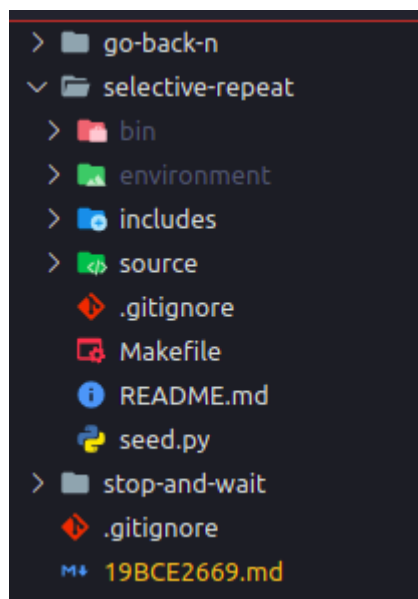 go-back-n
selective-repeat
bin
environment
includes
source
.gitignore
Makefile
README.md
seed.py
stop-and-wait
.gitignore
19BCE2669.md